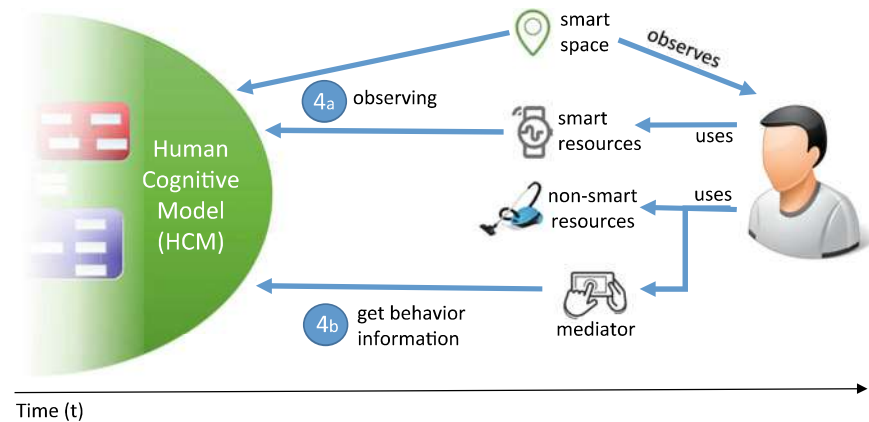 smart
space
observes
4a observing
smart
resources
uses
Human
Cognitive
Model
(HCM)
non-smart
resources
uses
4b get behavior
information
mediator
Time (t)